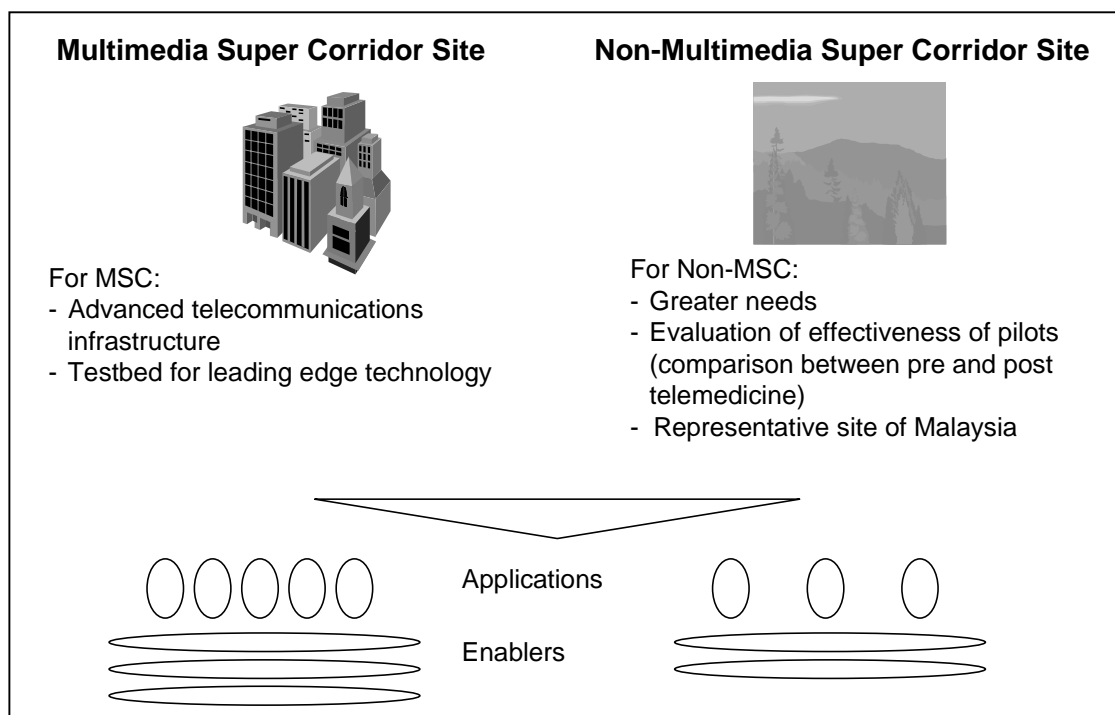 Multimedia Super Corridor Site
Non-Multimedia Super Corridor Site
For MSC:
- Advanced telecommunications
infrastructure
- Testbed for leading edge technology
For Non-MSC:
- Greater needs
- Evaluation of effectiveness of pilots
(comparison between pre and post
telemedicine)
- Representative site of Malaysia
Applications
Enablers